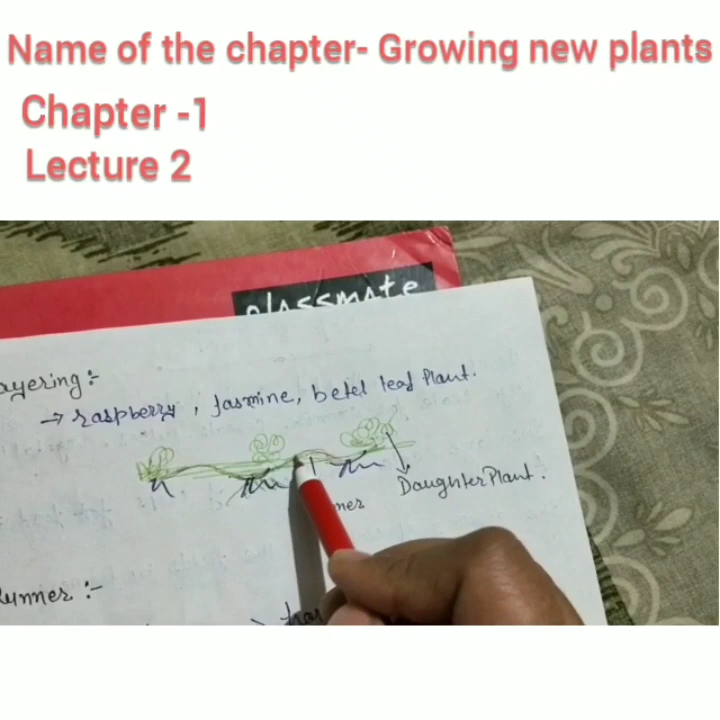 Name of the chapter- Growing new plants
Chapter -1
Lecture 2
classmate
ayering :-
→ raspberry , Jasmine, betel leaf Plant.
Daughter Plant.
ner
unner :-